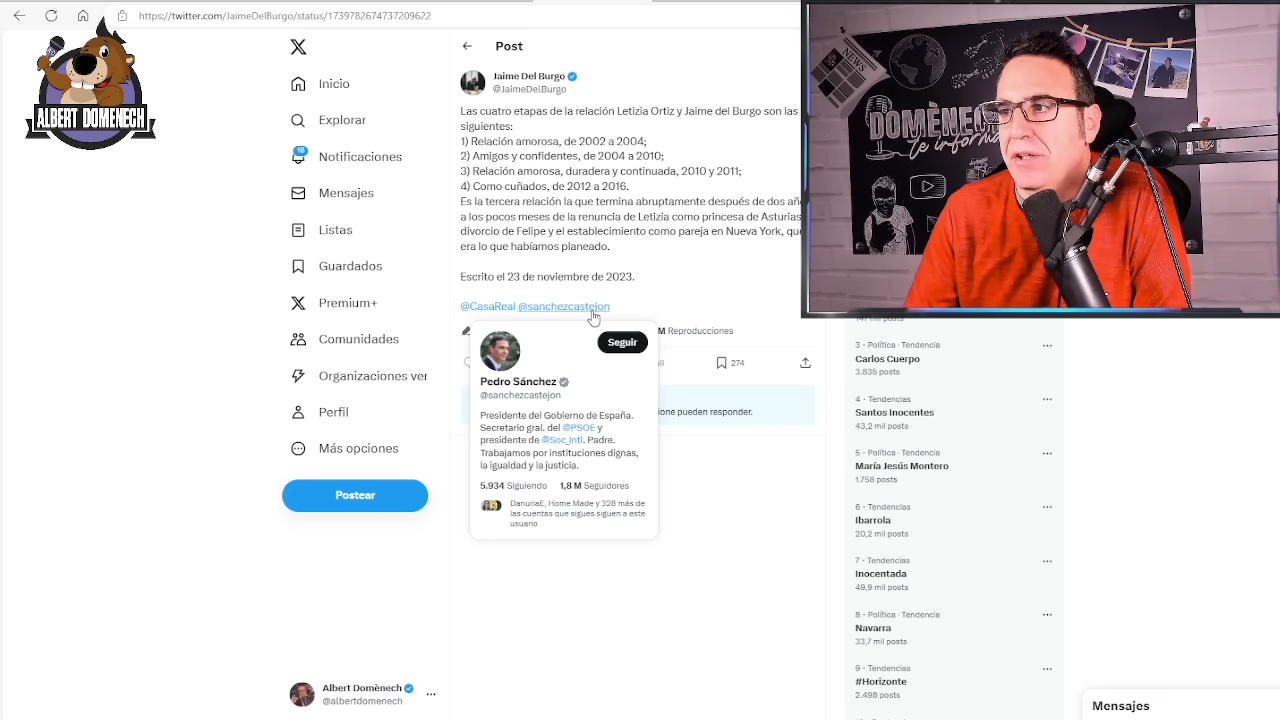 https://twitter.com/JaimeDelBurgo/status/1739782674737209622
ALBERT DOMÈNECH
Inicio
Explorar
18
Notificaciones
Mensajes
Listas
Guardados
Premium+
Comunidades
Organizaciones ver
Perfil
Más opciones
Postear
Albert Domènech
@albertdomenech
Post
Jaime Del Burgo
@JaimeDelBurgo
Las cuatro etapas de la relación Letizia Ortiz y Jaime del Burgo son las
siguientes:
1) Relación amorosa, de 2002 a 2004;
2) Amigos y confidentes, de 2004 a 2010;
3) Relación amorosa, duradera y continuada, 2010 y 2011;
4) Como cuñados, de 2012 a 2016.
Es la tercera relación la que termina abruptamente después de dos
a los pocos meses de la renuncia de Letizia como princesa de Asturias
divorcio de Felipe y el establecimiento como pareja en Nueva York,
era lo que habíamos planeado.
Escrito el 23 de noviembre de 2023.
@CasaReal @sanchezcastejon
M Reproducciones
274
ione pueden responder.
Seguir
Pedro Sánchez
@sanchezcastejon
Presidente del Gobierno de España.
Secretario gral. del @PSOE y
presidente de @Soc_Intl. Padre.
Trabajamos por instituciones dignas,
la igualdad y la justicia.
5.934 Siguiendo 1,8 M Seguidores
DanuriaE, Home Made y 328 más de
las cuentas que sigues siguen a este
usuario
NEWS
DOMÈNECH
te informa
3 · Política · Tendencia
Carlos Cuerpo
3.835 posts
4 · Tendencias
Santos Inocentes
43,2 mil posts
5 · Política · Tendencia
María Jesús Montero
1.758 posts
6 · Tendencias
Ibarrola
20,2 mil posts
7 · Tendencias
Inocentada
49,9 mil posts
8 · Política · Tendencia
Navarra
33,7 mil posts
9 · Tendencias
#Horizonte
2.498 posts
Mensajes